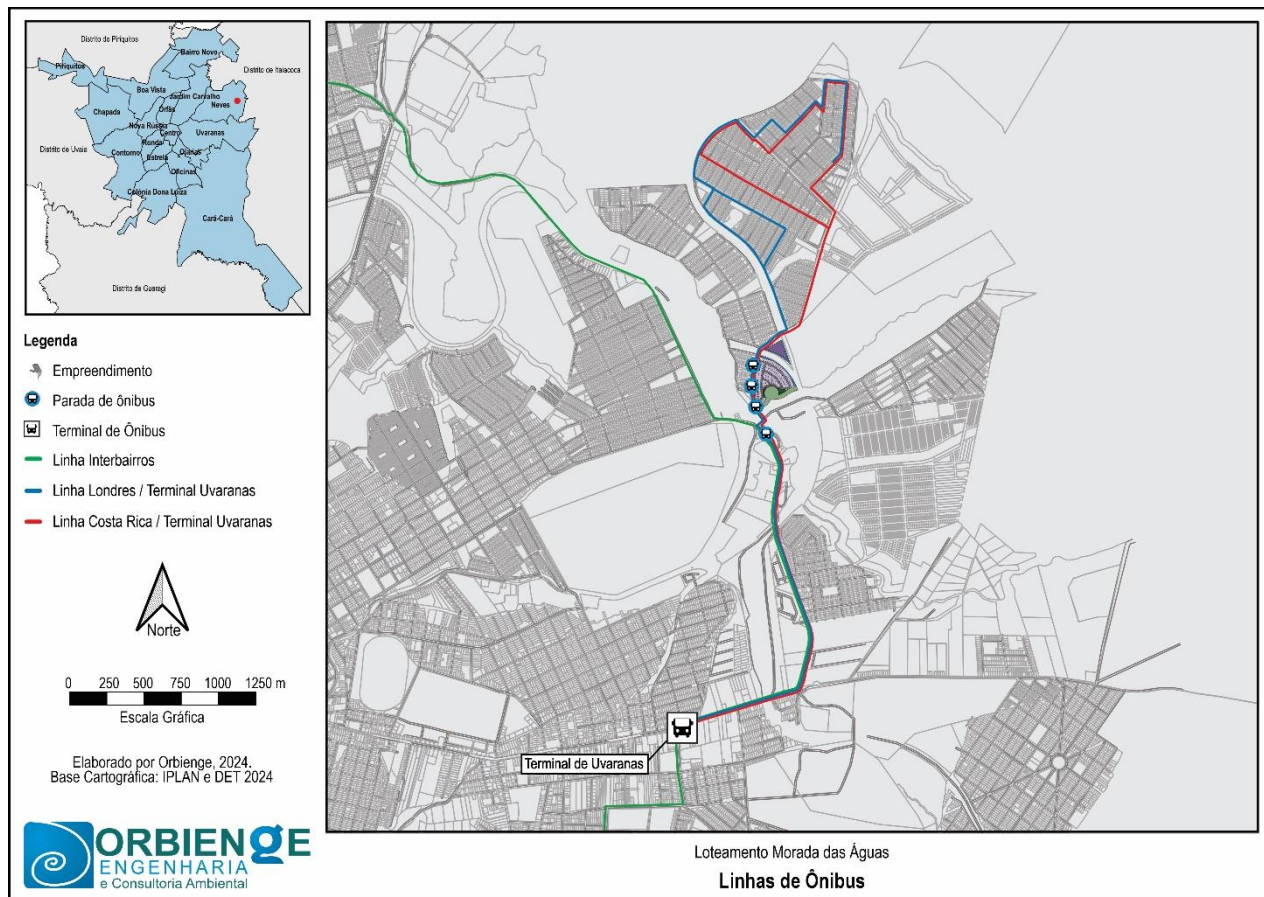 Distrito de Piriquitos
Bairro Novo
Piriquitos
Distrito de Itaiacoca
Boa Vista
Jardim Carvalho
Neves
Chapada
Órfãs
Nova Rússia
Centro
Uvaranas
Ronda
Distrito de Uvaia
Contorno
Estrela
Olarias
Oficinas
Colônia Dona Luiza
Cará-Cará
Distrito de Guaragi
Legenda
Empreendimento
Parada de ônibus
Terminal de Ônibus
Linha Interbairros
Linha Londres / Terminal Uvaranas
Linha Costa Rica / Terminal Uvaranas
Norte
0 250 500 750 1000 1250 m
Escala Gráfica
Elaborado por Orbienge, 2024.
Base Cartográfica: IPLAN e DET 2024
ORBIENGE
ENGENHARIA
e Consultoria Ambiental
Terminal de Uvaranas
Loteamento Morada das Águas
Linhas de Ônibus